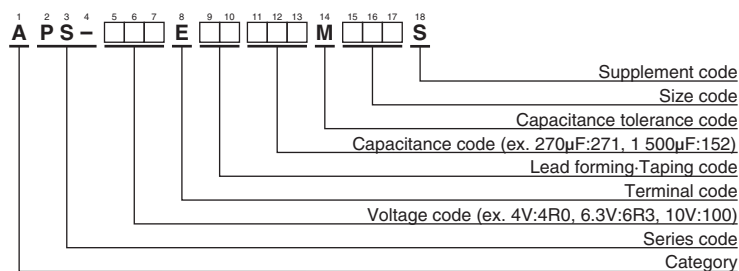 1 2 3 4 5 6 7 8 9 10 11 12 13 14 15 16 17 18
A P S – E M S
Supplement code
Size code
Capacitance tolerance code
Capacitance code (ex. 270µF:271, 1 500µF:152)
Lead forming·Taping code
Terminal code
Voltage code (ex. 4V:4R0, 6.3V:6R3, 10V:100)
Series code
Category